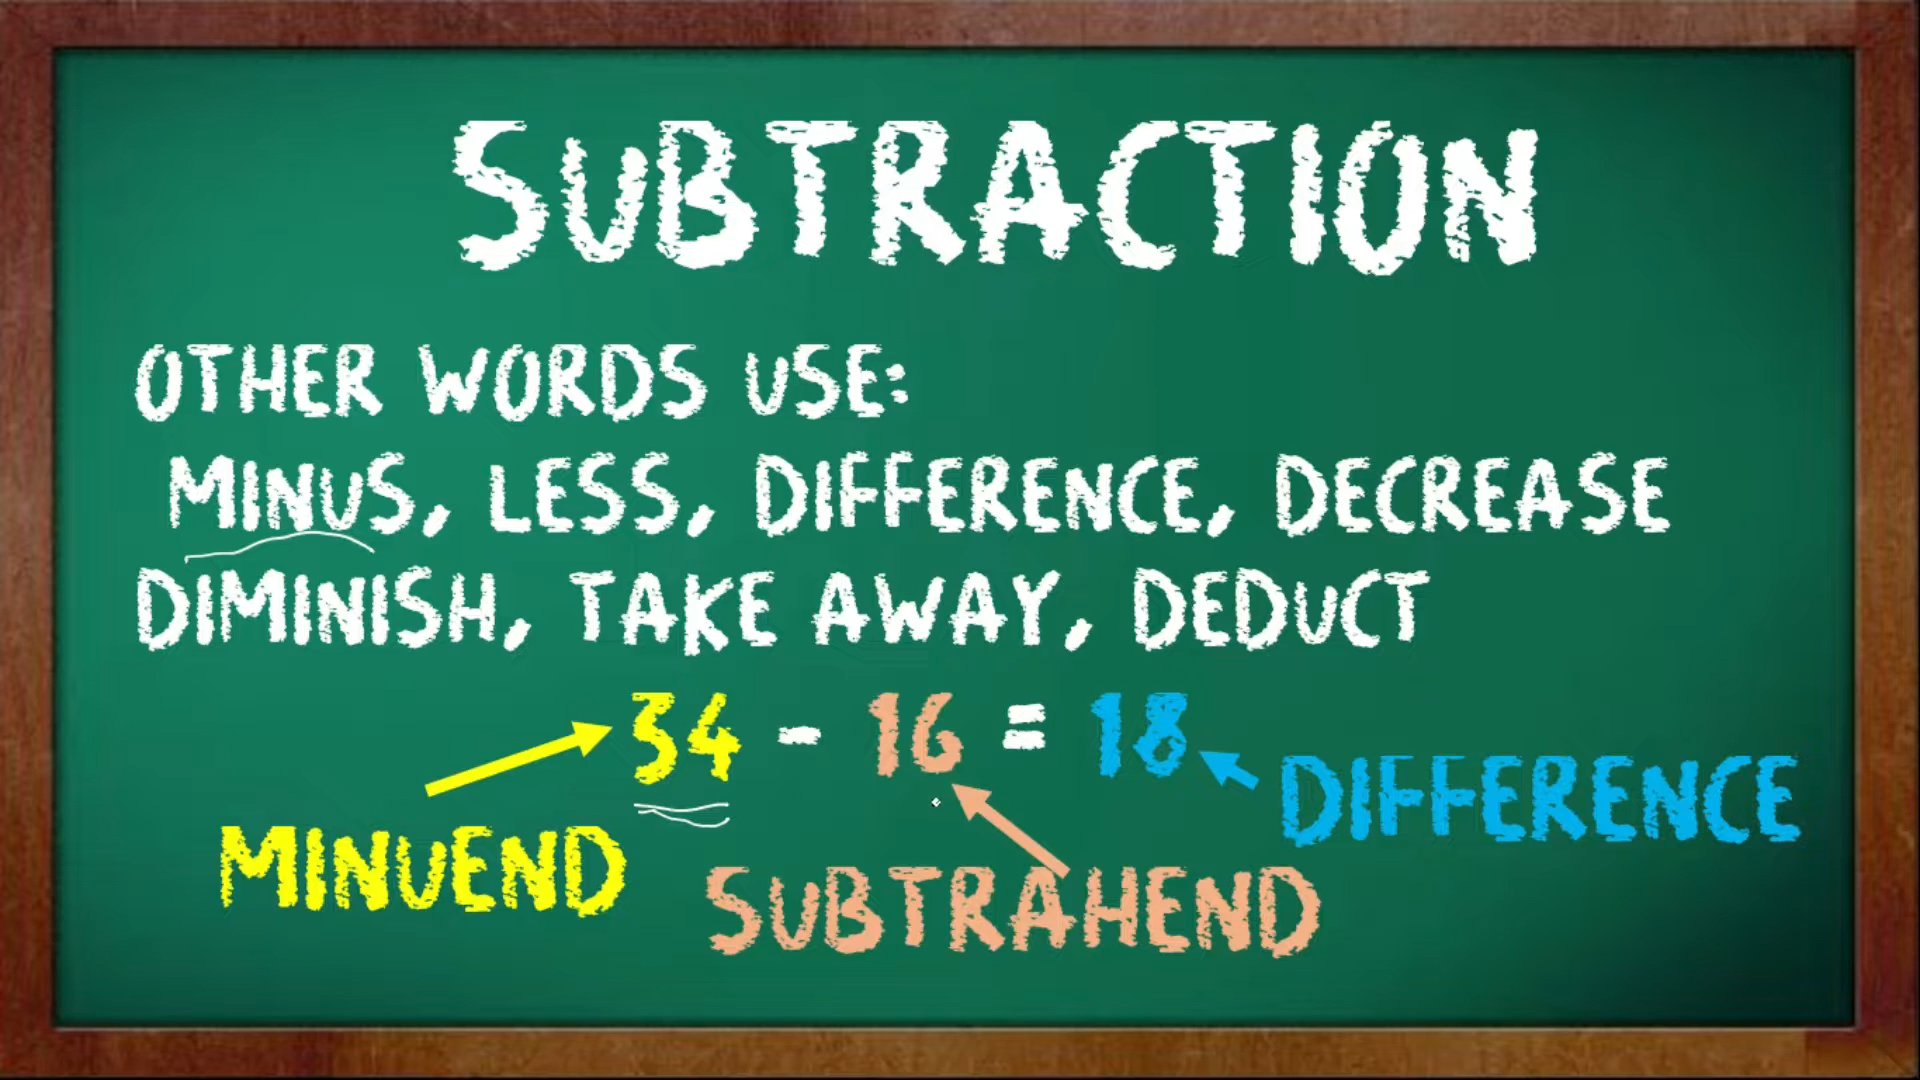 SUBTRACTION
OTHER WORDS USE:
MINUS, LESS, DIFFERENCE, DECREASE
DIMINISH, TAKE AWAY, DEDUCT
34 - 16 = 18
DIFFERENCE
MINUEND
SUBTRAHEND